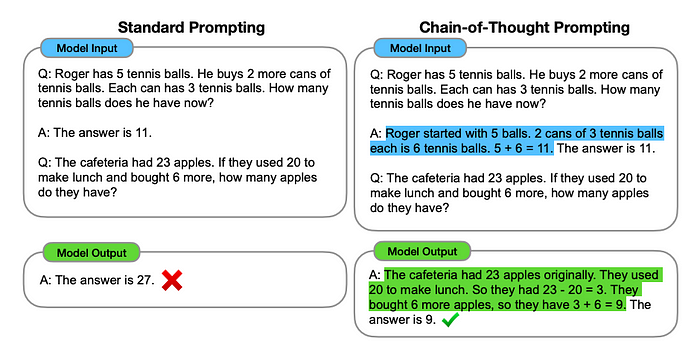 Standard Prompting
Model Input
Q: Roger has 5 tennis balls. He buys 2 more cans of
tennis balls. Each can has 3 tennis balls. How many
tennis balls does he have now?
A: The answer is 11.
Q: The cafeteria had 23 apples. If they used 20 to
make lunch and bought 6 more, how many apples
do they have?
Model Output
A: The answer is 27.
Chain-of-Thought Prompting
Model Input
Q: Roger has 5 tennis balls. He buys 2 more cans of
tennis balls. Each can has 3 tennis balls. How many
tennis balls does he have now?
A: Roger started with 5 balls. 2 cans of 3 tennis balls
each is 6 tennis balls. 5 + 6 = 11. The answer is 11.
Q: The cafeteria had 23 apples. If they used 20 to
make lunch and bought 6 more, how many apples
do they have?
Model Output
A: The cafeteria had 23 apples originally. They used
20 to make lunch. So they had 23 - 20 = 3. They
bought 6 more apples, so they have 3 + 6 = 9. The
answer is 9.